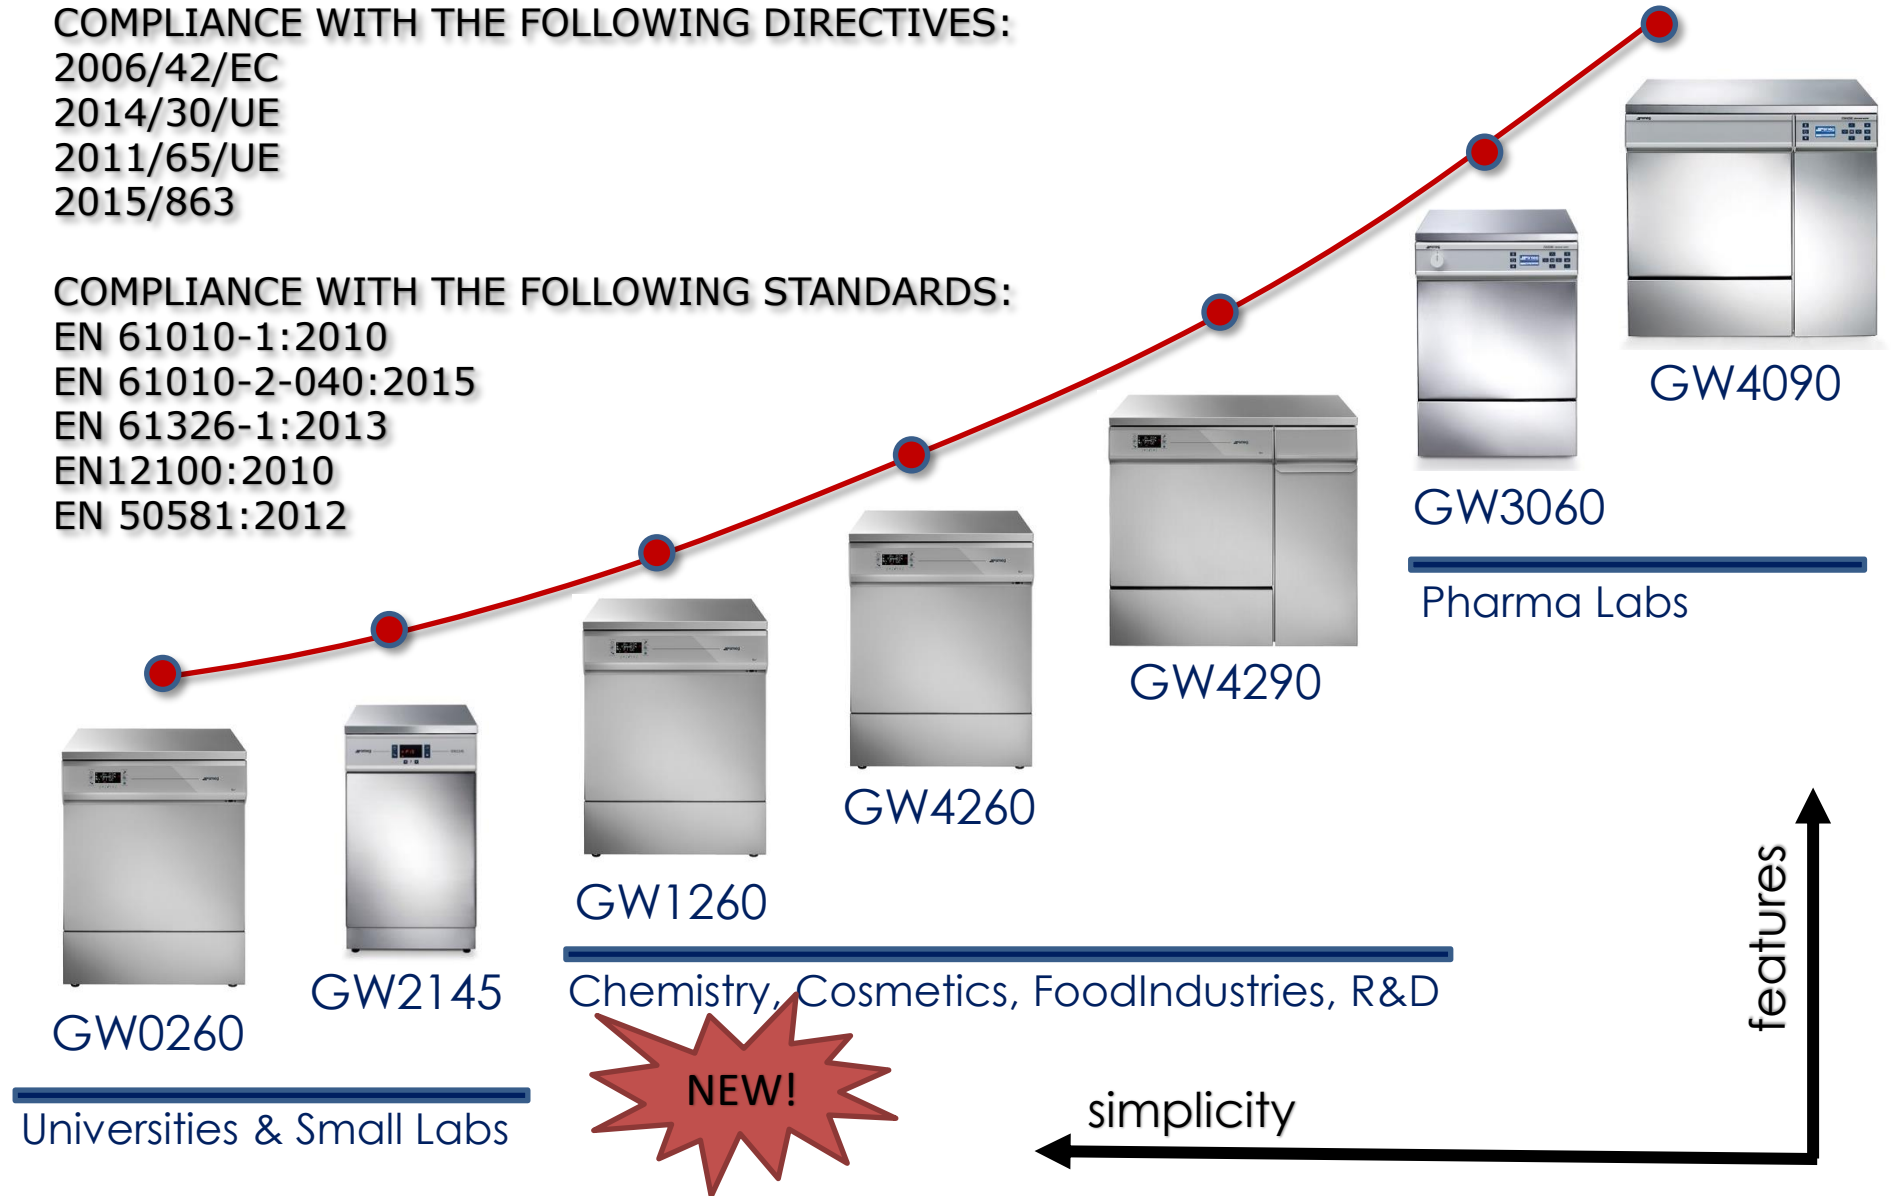 COMPLIANCE WITH THE FOLLOWING DIRECTIVES:
2006/42/EC
2014/30/UE
2011/65/UE
2015/863
COMPLIANCE WITH THE FOLLOWING STANDARDS:
EN 61010-1:2010
EN 61010-2-040:2015
EN 61326-1:2013
EN12100:2010
EN 50581:2012
GW4090
GW3060
Pharma Labs
GW4290
GW4260
GW1260
Chemistry, Cosmetics, FoodIndustries, R&D
GW2145
GW0260
Universities & Small Labs
NEW!
simplicity
features